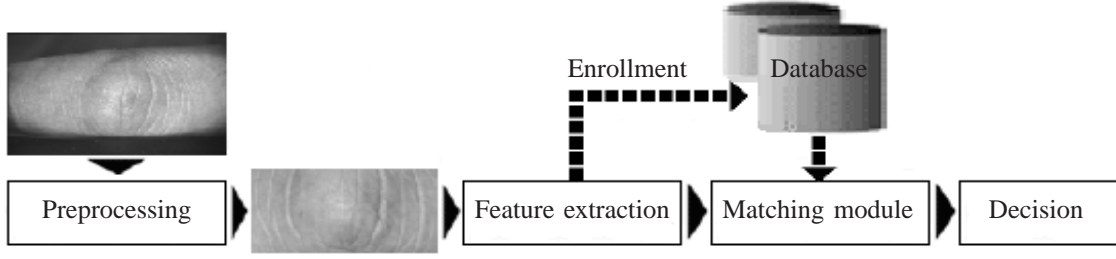 Enrollment
Database
Preprocessing
Feature extraction
Matching module
Decision